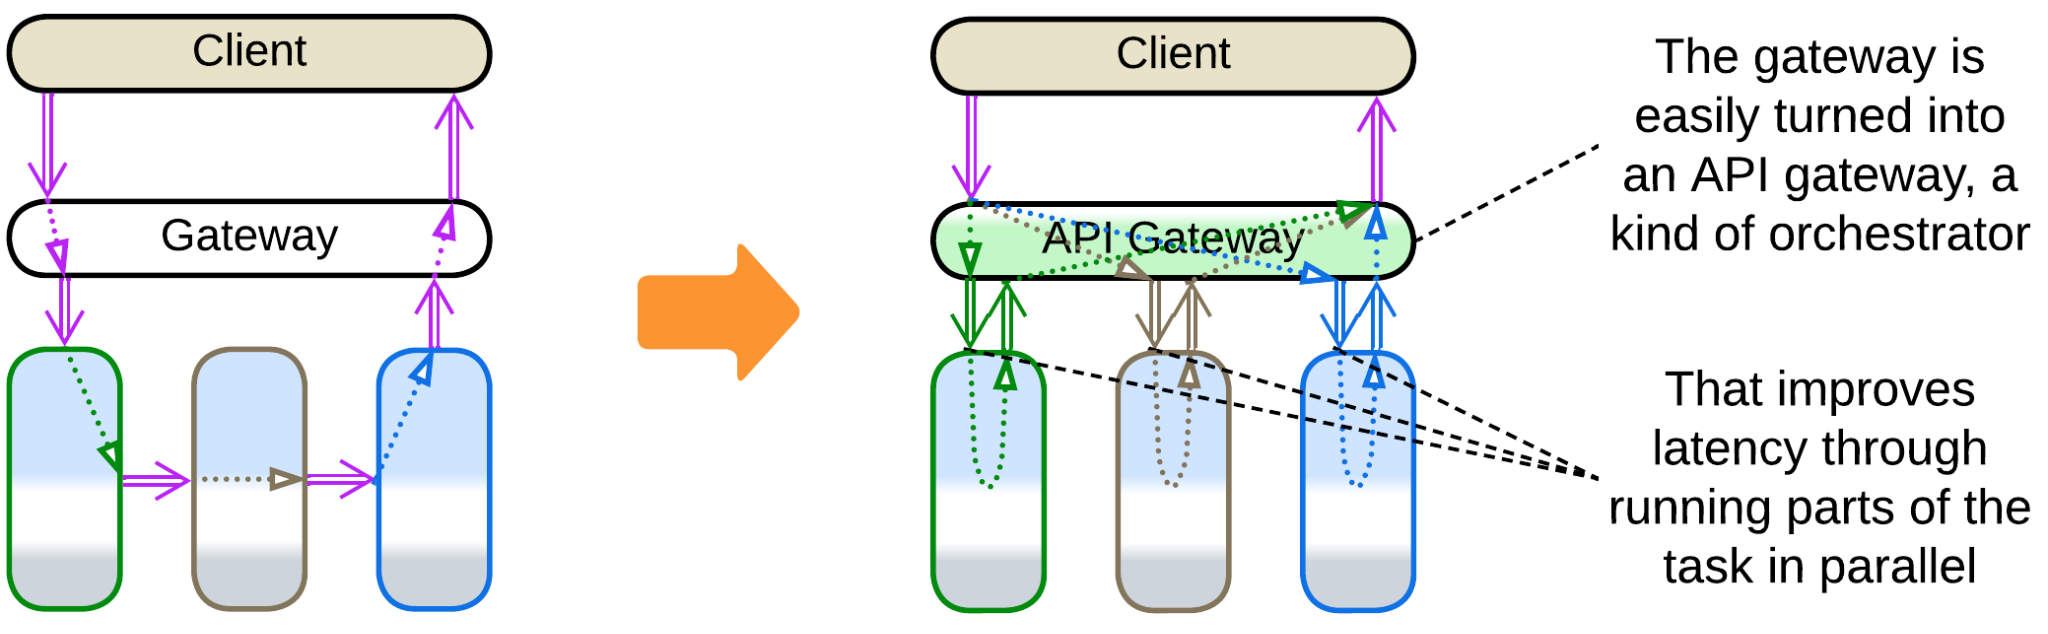 Client
Gateway
Client
API Gateway
The gateway is
easily turned into
an API gateway, a
kind of orchestrator
That improves
latency through
running parts of the
task in parallel